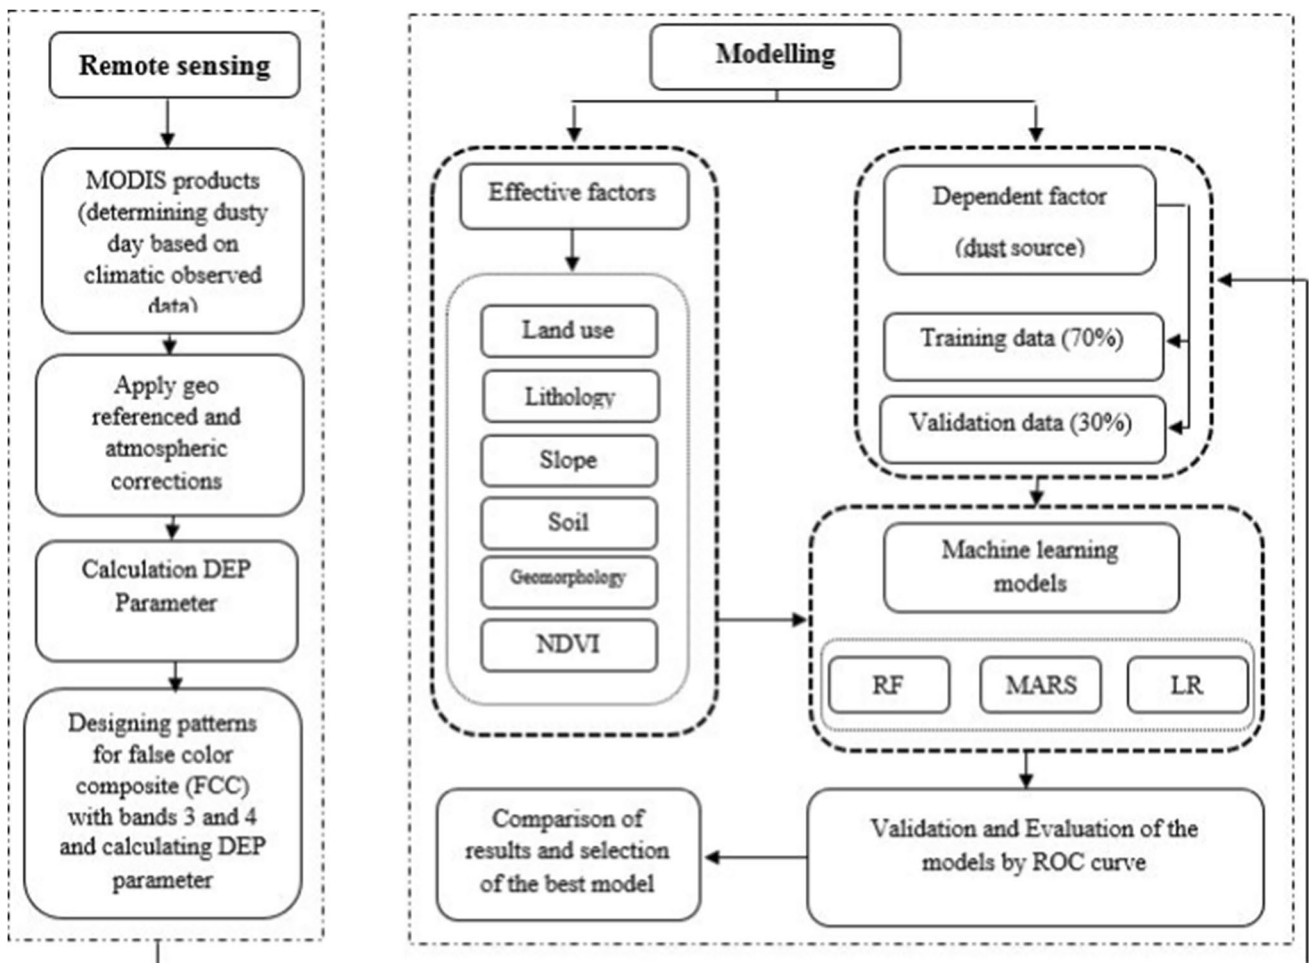 Remote sensing
MODIS products
(determining dusty
day based on
climatic observed
data)
Apply geo
referenced and
atmospheric
corrections
Calculation DEP
Parameter
Designing patterns
for false color
composite (FCC)
with bands 3 and 4
and calculating DEP
parameter
Modelling
Effective factors
Land use
Lithology
Slope
Soil
Geomorphology
NDVI
Dependent factor
(dust source)
Training data (70%)
Validation data (30%)
Machine learning
models
RF
MARS
LR
Validation and Evaluation of the
models by ROC curve
Comparison of
results and selection
of the best model